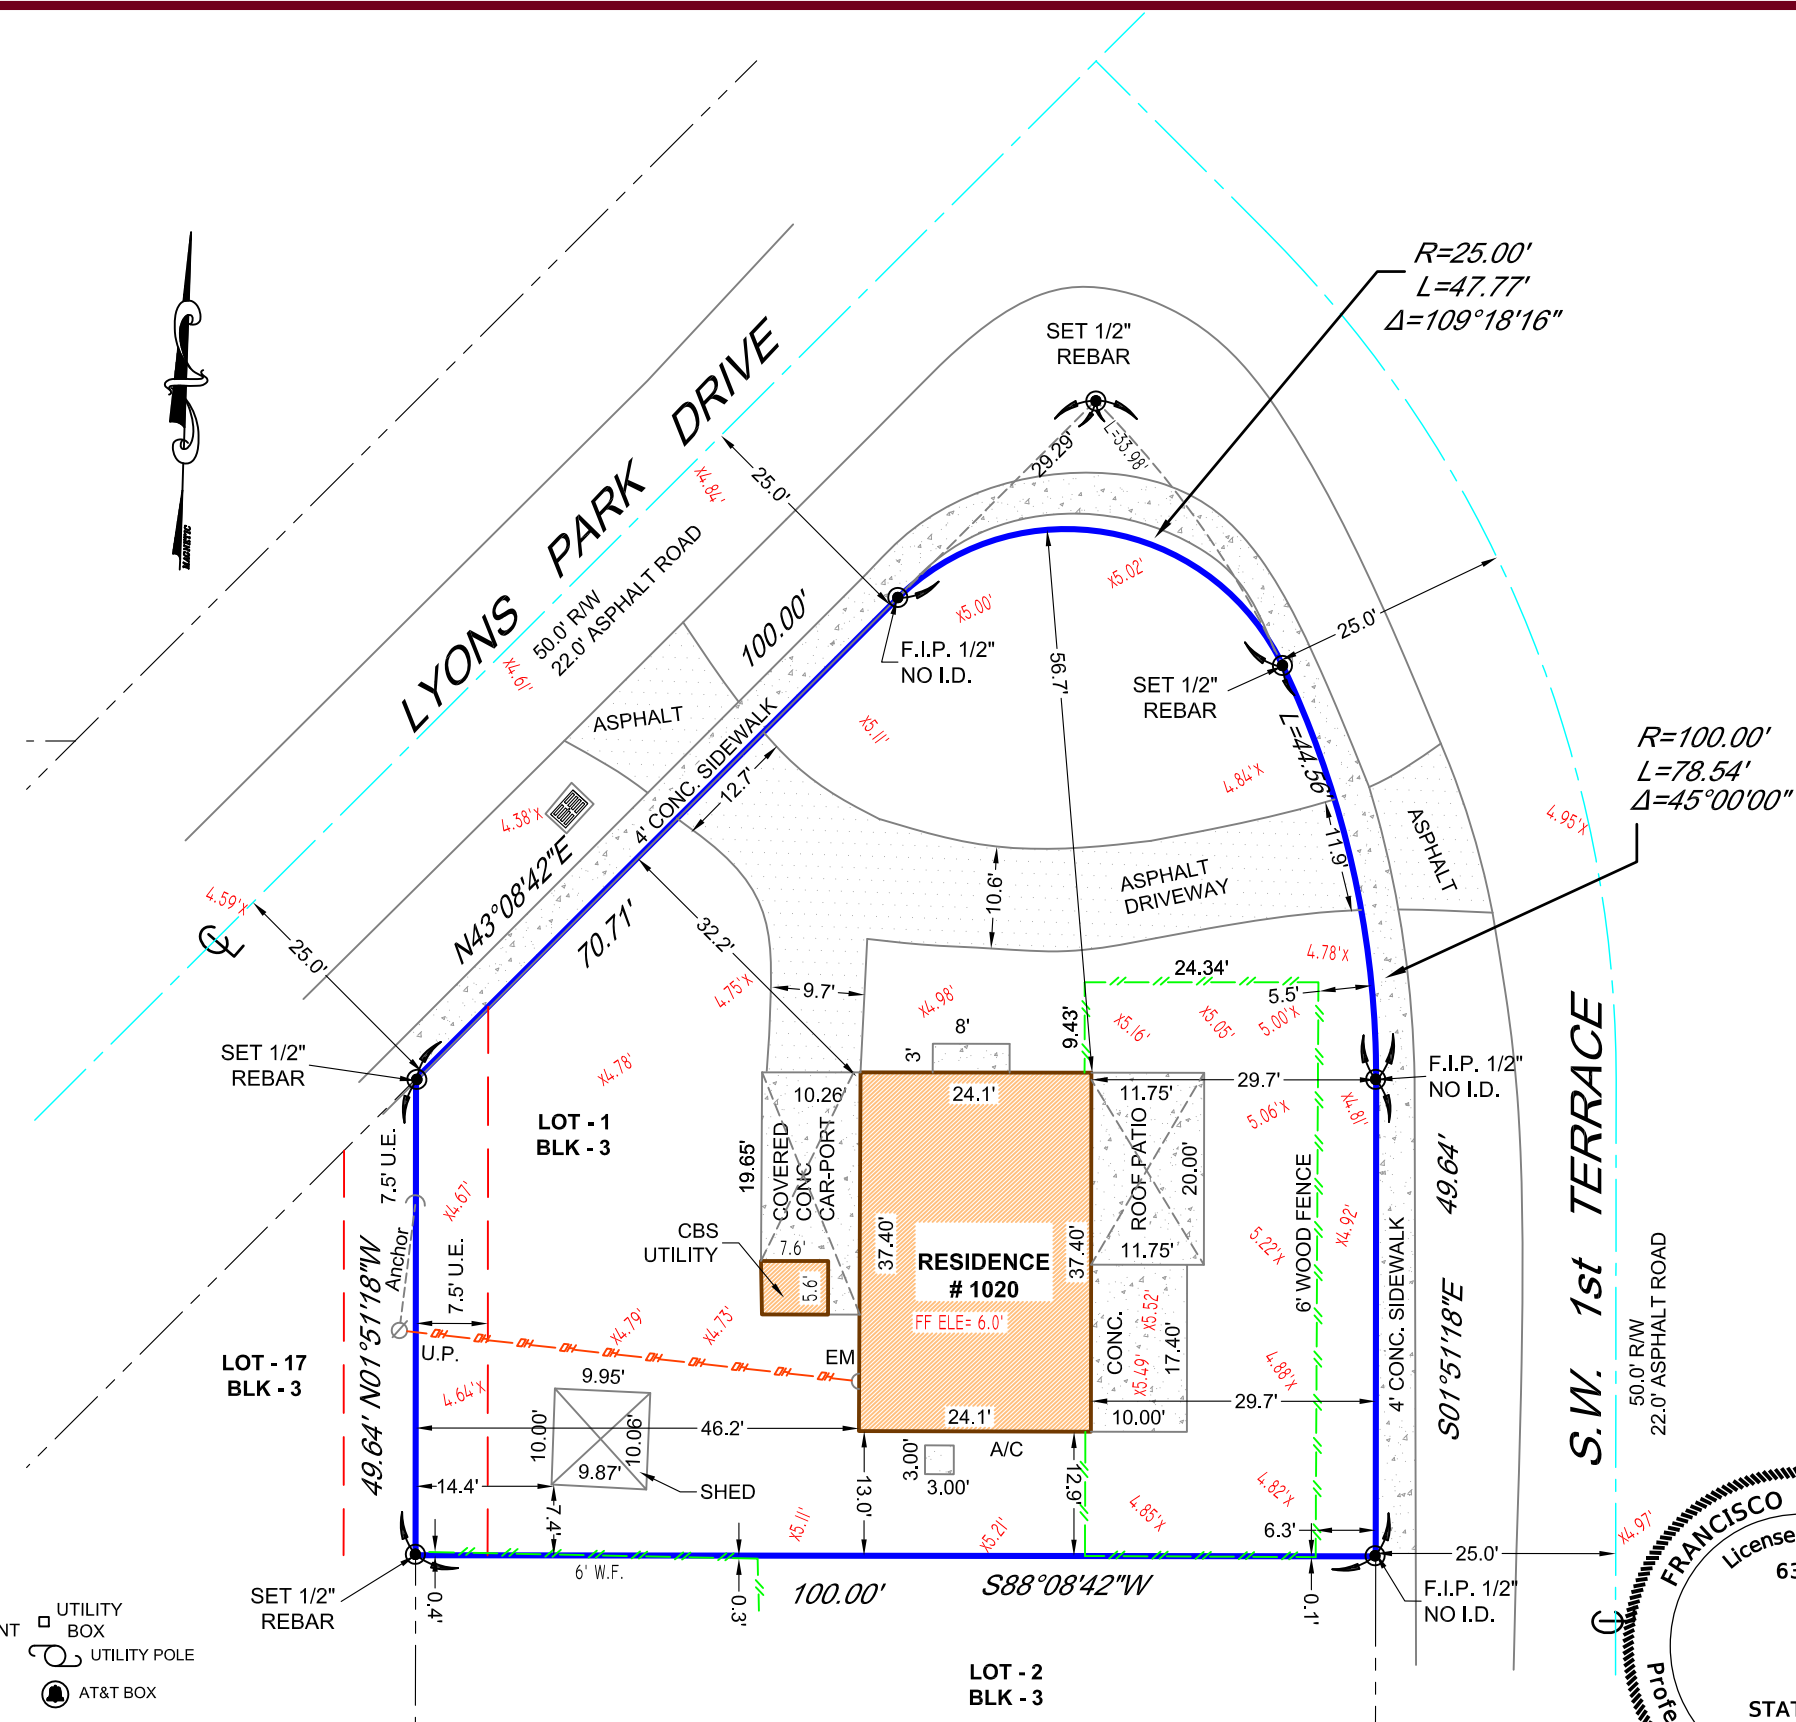 R=25.00'
L=47.77'
Δ=109°18'16"
SET 1/2"
REBAR
29.29'
L=33.98'
LYONS PARK DRIVE
50.0' R/W
22.0' ASPHALT ROAD
25.0'
x4.84'
x4.61'
100.00'
F.I.P. 1/2"
NO I.D.
x5.00'
x5.02'
56.7'
25.0'
SET 1/2"
REBAR
L=44.56'
R=100.00'
L=78.54'
Δ=45°00'00"
ASPHALT
4' CONC. SIDEWALK
12.7'
x5.11'
4.84'x
4.38'x
11.9'
ASPHALT
4.95'x
4.59'x
25.0'
N43°08'42"E
70.71'
32.2'
10.6'
ASPHALT
DRIVEWAY
4.75'x
9.7'
x4.98'
24.34'
4.78'x
5.5'
9.43'
x5.16'
x5.05'
5.00'x
MAGNETIC
SET 1/2"
REBAR
x4.78'
8'
3'
10.26'
24.1'
11.75'
29.7'
F.I.P. 1/2"
NO I.D.
5.06'x
x4.81'
LOT - 1
BLK - 3
7.5' U.E.
x4.67'
19.65'
COVERED
CONC.
CAR-PORT
ROOF PATIO
20.00'
6' WOOD FENCE
49.64'
x4.92'
S.W. 1st TERRACE
50.0' R/W
22.0' ASPHALT ROAD
Anchor
7.5' U.E.
CBS
UTILITY
7.6'
5.6'
37.40'
RESIDENCE
# 1020
FF ELE= 6.0'
37.40'
11.75'
5.22'x
4' CONC. SIDEWALK
S01°51'18"E
49.64' N01°51'18"W
U.P.
x4.79'
x4.73'
EM
CONC.
x5.52'
x5.49'
17.40'
4.88'x
LOT - 17
BLK - 3
4.64'x
9.95'
10.00'
10.06'
9.87'
SHED
46.2'
24.1'
10.00'
29.7'
A/C
3.00'
3.00'
14.4'
7.4'
13.0'
12.9'
x5.11'
x5.21'
4.85'x
4.82'x
6.3'
25.0'
x4.97'
SET 1/2"
REBAR
0.4'
6' W.F.
0.3'
100.00'
S88°08'42"W
0.1'
F.I.P. 1/2"
NO I.D.
LOT - 2
BLK - 3
NT
UTILITY
BOX
UTILITY POLE
AT&T BOX
FRANCISCO
License
63
Profe
STAT